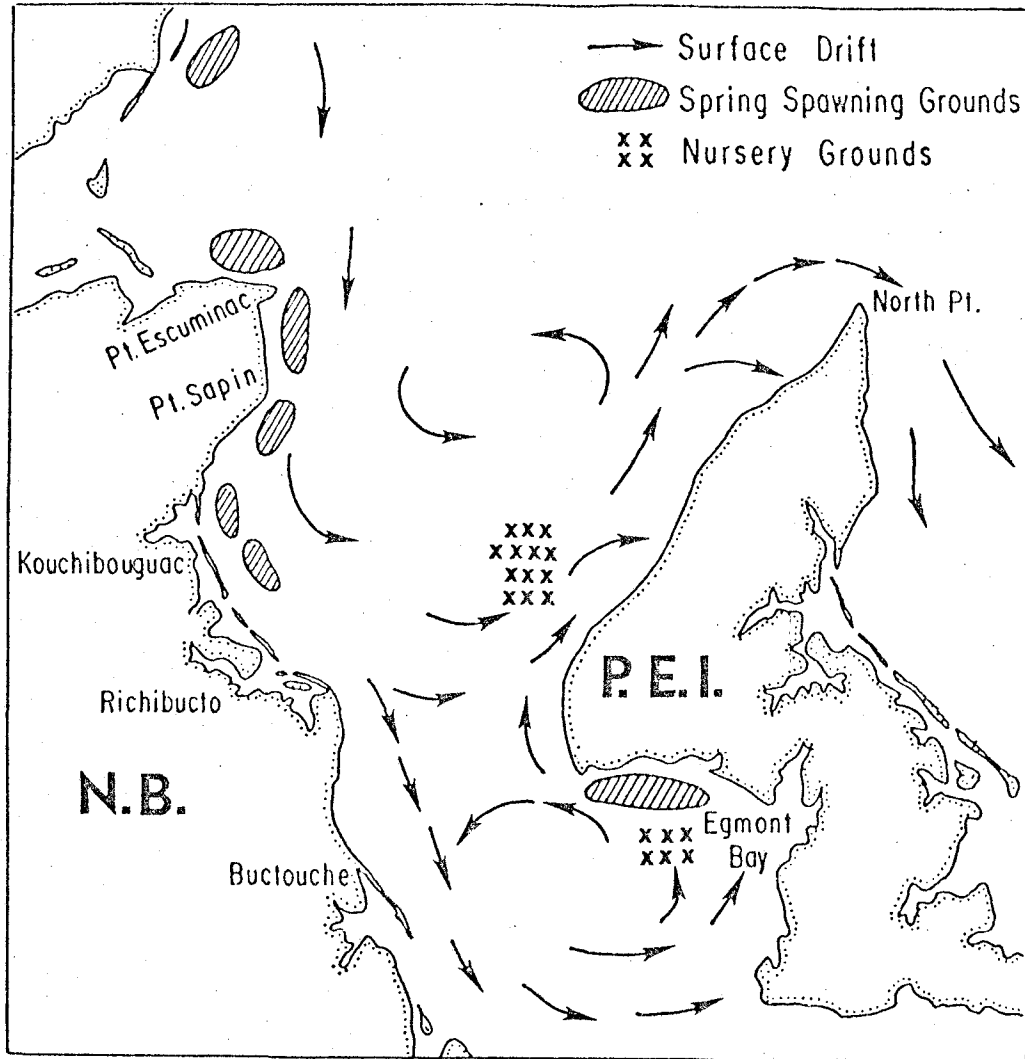 Surface Drift
Spring Spawning Grounds
x x
x x
Nursery Grounds
North Pt.
Pt. Escuminac
Pt. Sapin
x x x
x x x x
x x x
x x x
Kouchibouguac
P.E.I.
Richibucto
N.B.
x x x
x x x
Egmont
Bay
Buctouche